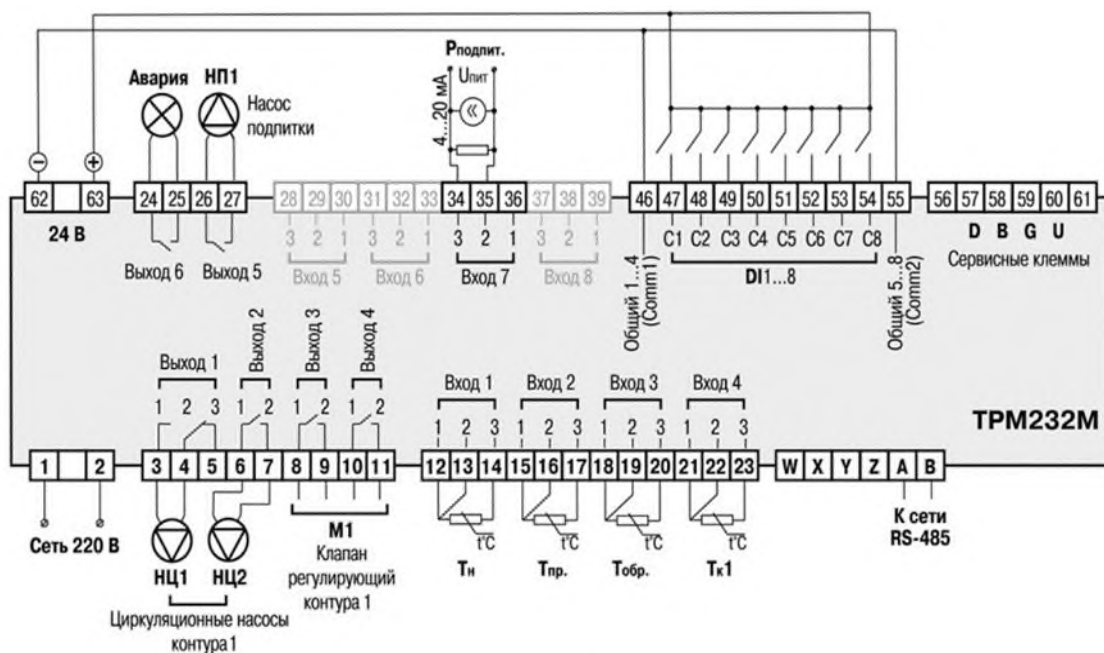 Pподпит.
Uпит
4...20 мА
Авария НП1
Насос
подпитки
− +
62 63 24 25 26 27 28 29 30 31 32 33 34 35 36 37 38 39 46 47 48 49 50 51 52 53 54 55 56 57 58 59 60 61
24 В
3 2 1 3 2 1 3 2 1 3 2 1
C1 C2 C3 C4 C5 C6 C7 C8
D B G U
Выход 6 Выход 5
Вход 5 Вход 6 Вход 7 Вход 8
DI1...8
Сервисные клеммы
Общий 1...4
(Comm1)
Общий 5...8
(Comm2)
Выход 1
Выход 2
Выход 3
Выход 4
1 2 3 1 2 1 2 1 2
Вход 1 Вход 2 Вход 3 Вход 4
1 2 3 1 2 3 1 2 3 1 2 3
ТРМ232М
1 2 3 4 5 6 7 8 9 10 11 12 13 14 15 16 17 18 19 20 21 22 23 W X Y Z A B
Сеть 220 В
НЦ1 НЦ2
Циркуляционные насосы
контура 1
М1
Клапан
регулирующий
контура 1
t°C t°C t°C t°C
Тн Тпр. Тобр. Тк1
К сети
RS-485